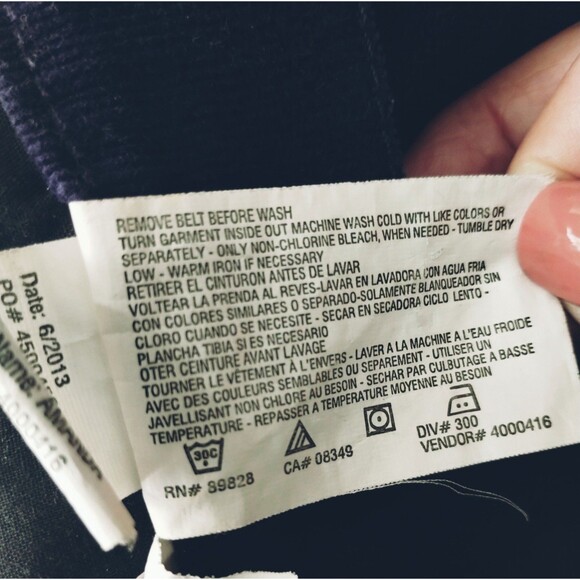 REMOVE BELT BEFORE WASH
TURN GARMENT INSIDE OUT MACHINE WASH COLD WITH LIKE COLORS OR
SEPARATELY - ONLY NON-CHLORINE BLEACH, WHEN NEEDED - TUMBLE DRY
LOW - WARM IRON IF NECESSARY
RETIRER EL CINTURON ANTES DE LAVAR
VOLTEAR LA PRENDA AL REVES-LAVAR EN LAVADORA CON AGUA FRIA
CON COLORES SIMILARES O SEPARADO-SOLAMENTE BLANQUEADOR SIN
CLORO CUANDO SE NECESITE - SECAR EN SECADORA CICLO LENTO -
PLANCHA TIBIA SI ES NECESARIO
OTER CEINTURE AVANT LAVAGE
TOURNER LE VÊTEMENT À L'ENVERS - LAVER A LA MACHINE A L'EAU FROIDE
AVEC DES COULEURS SEMBLABLES OU SEPAREMENT - UTILISER UN
JAVELLISANT NON CHLORE AU BESOIN - SECHAR PAR CULBUTAGE A BASSE
TEMPERATURE - REPASSER A TEMPERATURE MOYENNE AU BESOIN
30C
RN# 89828
CA# 08349
DIV# 300
VENDOR# 4000416
Date: 6/2013
PO# 4500
Name: AMANDA